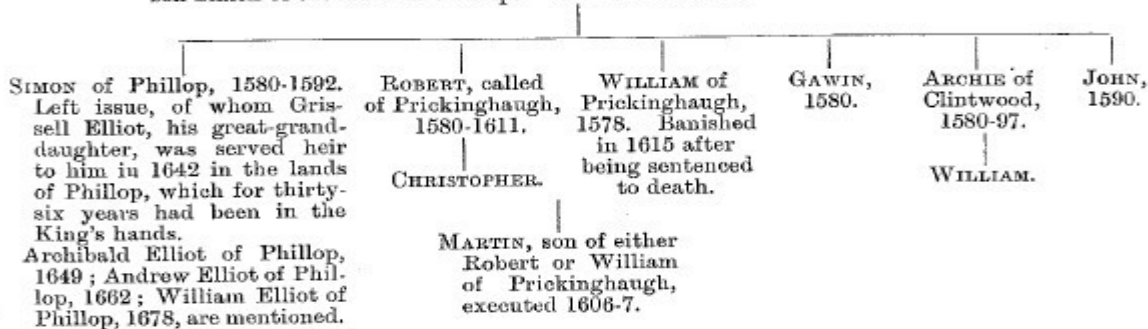 SIMON of Phillop, 1580-1592.
Left issue, of whom Gris-
sell Elliot, his great-grand-
daughter, was served heir
to him in 1642 in the lands
of Phillop, which for thirty-
six years had been in the
King's hands.
Archibald Elliot of Phillop,
1649 ; Andrew Elliot of Phil-
lop, 1662 ; William Elliot of
Phillop, 1678, are mentioned.
ROBERT, called
of Prickinghaugh,
1580-1611.
CHRISTOPHER.
WILLIAM of
Prickinghaugh,
1578. Banished
in 1615 after
being sentenced
to death.
MARTIN, son of either
Robert or William
of Prickinghaugh,
executed 1606-7.
GAWIN,
1580.
ARCHIE of
Clintwood,
1580-97.
WILLIAM.
JOHN,
1590.